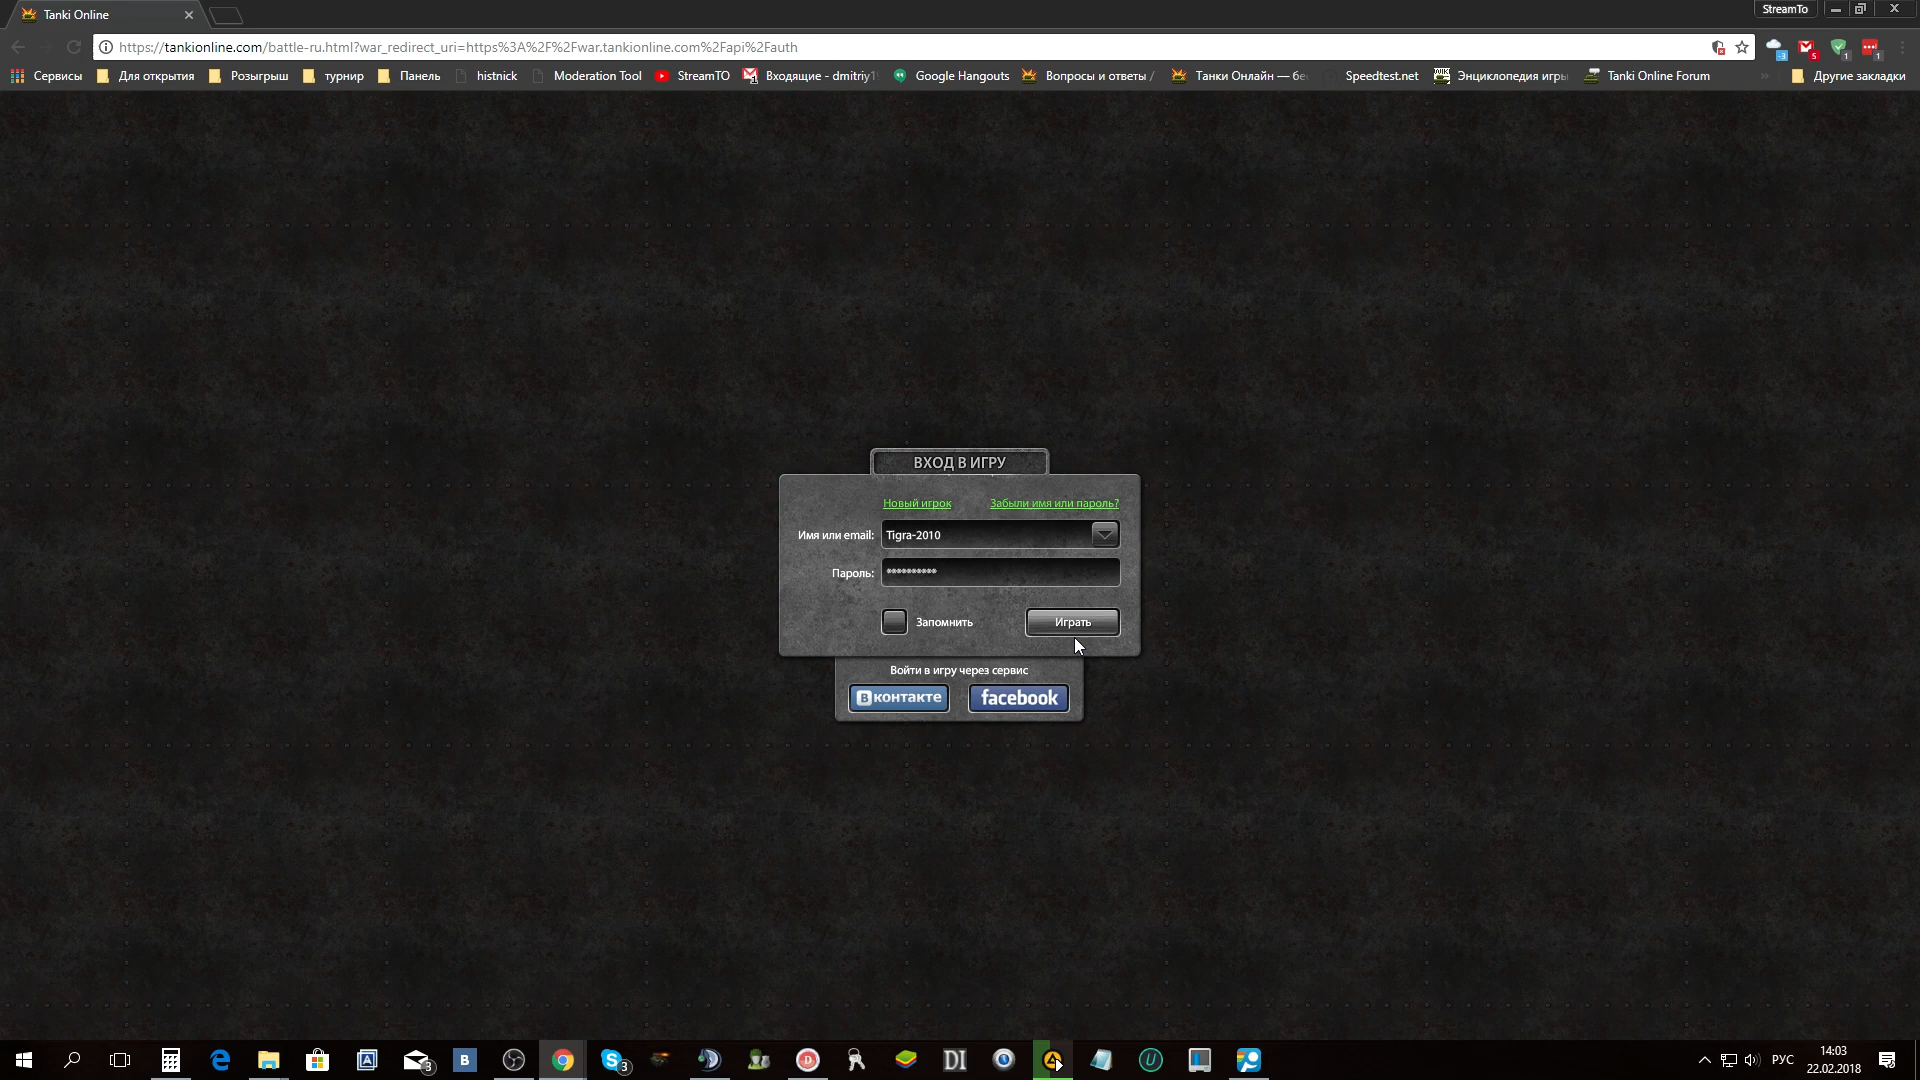 Tanki Online
StreamTo
https://tankionline.com/battle-ru.html?war_redirect_uri=https%3A%2F%2Fwar.tankionline.com%2Fapi%2Fauth
Сервисы Для открытия Розыгрыш турнир Панель histnick Moderation Tool StreamTO Входящие - dmitriy1 Google Hangouts Вопросы и ответы / Танки Онлайн — бес Speedtest.net Энциклопедия игры Tanki Online Forum Другие закладки
ВХОД В ИГРУ
Новый игрок Забыли имя или пароль?
Имя или email: Tigra-2010
Пароль: **********
Запомнить Играть
Войти в игру через сервис
В контакте facebook
РУС 14:03
22.02.2018